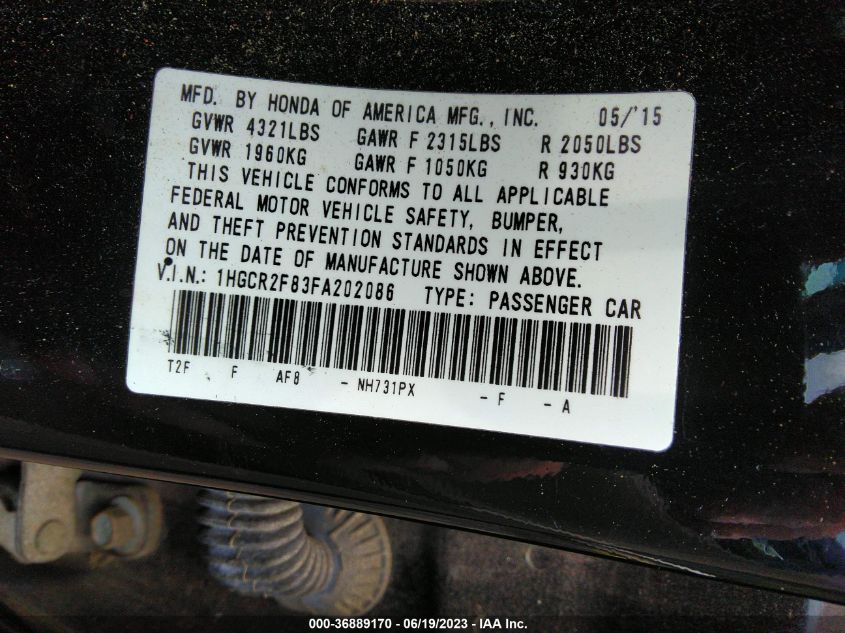 MFD. BY HONDA OF AMERICA MFG., INC. 05/'15
GVWR 4321LBS GAWR F 2315LBS R 2050LBS
GVWR 1960KG GAWR F 1050KG R 930KG
THIS VEHICLE CONFORMS TO ALL APPLICABLE
FEDERAL MOTOR VEHICLE SAFETY, BUMPER,
AND THEFT PREVENTION STANDARDS IN EFFECT
ON THE DATE OF MANUFACTURE SHOWN ABOVE.
V.I.N.: 1HGCR2F83FA202086 TYPE: PASSENGER CAR
T2F F AF8 - NH731PX - F - A
000-36889170 - 06/19/2023 - IAA Inc.